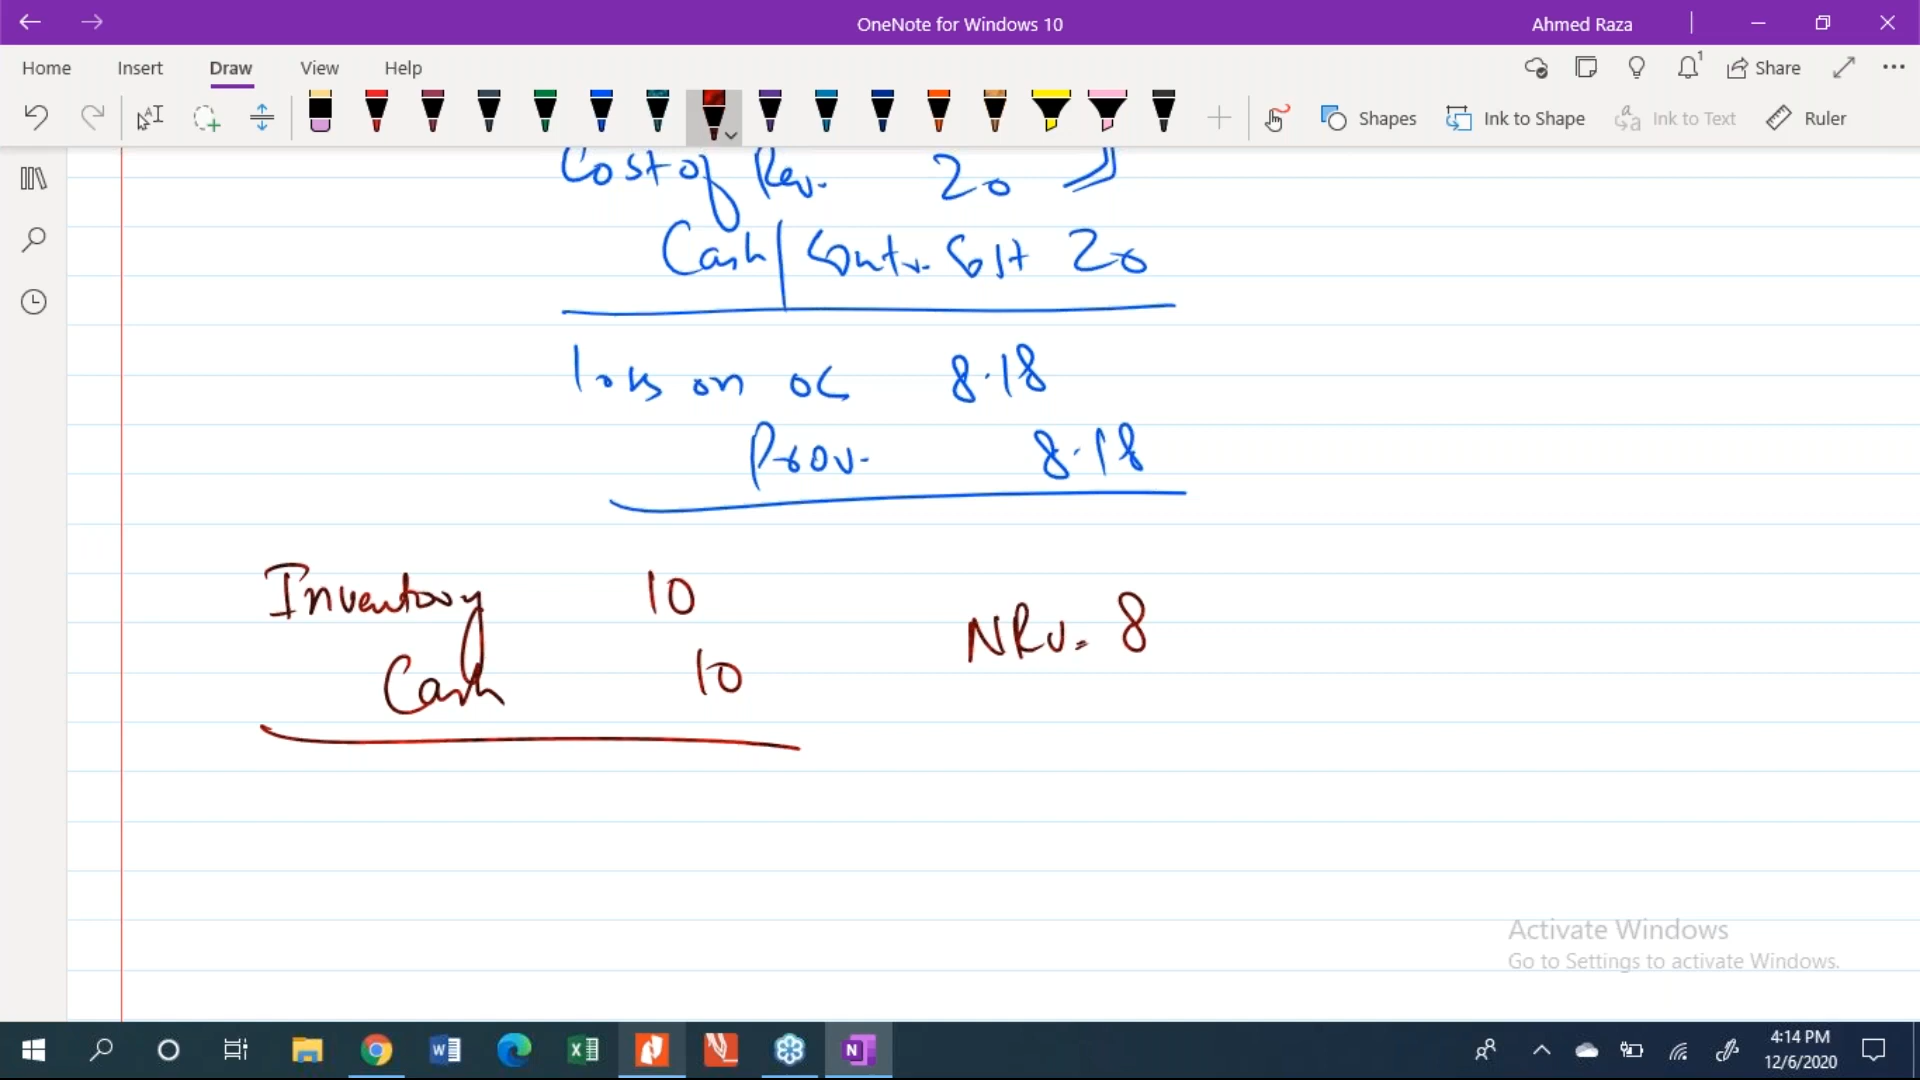 OneNote for Windows 10
Ahmed Raza
Home Insert Draw View Help
1
Share
Shapes
Ink to Shape
Ink to Text
Ruler
Cost of Rev. 20
Cash/Contr. Cost 20
loss on OC 8.18
Prov. 8.18
Inventory 10
Cash 10
NRV = 8
Activate Windows
Go to Settings to activate Windows.
4:14 PM
12/6/2020